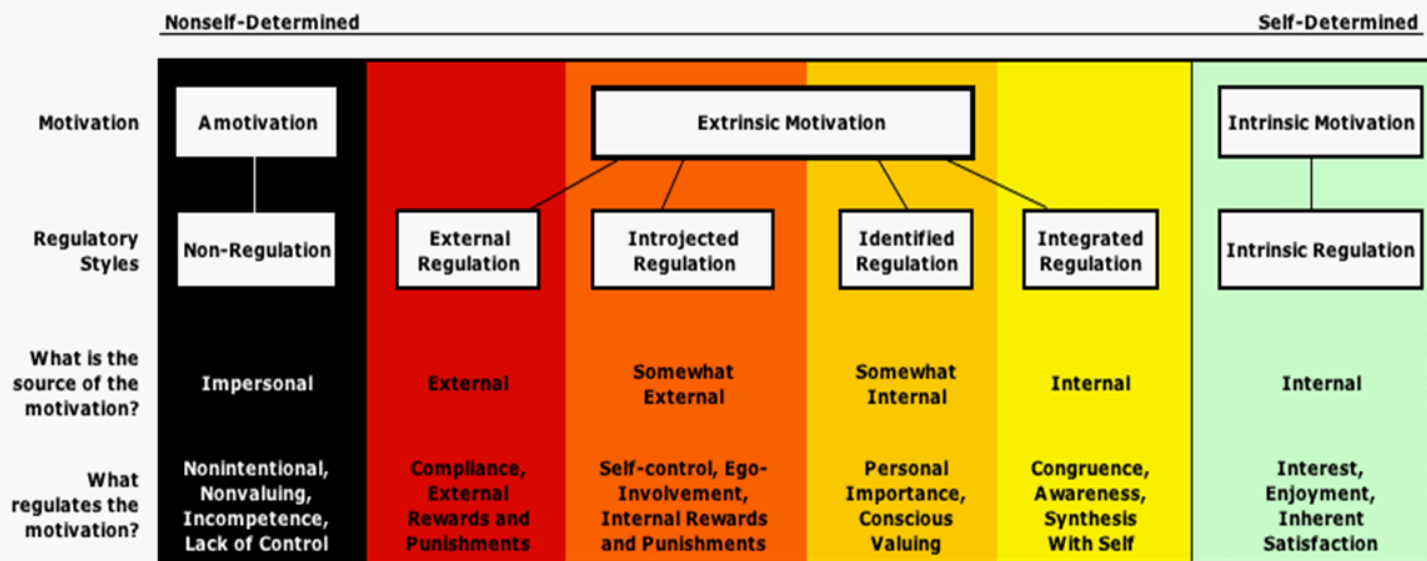 Nonself-Determined
Self-Determined
Motivation
Amotivation
Extrinsic Motivation
Intrinsic Motivation
Regulatory
Styles
Non-Regulation
External
Regulation
Introjected
Regulation
Identified
Regulation
Integrated
Regulation
Intrinsic Regulation
What is the
source of the
motivation?
Impersonal
External
Somewhat
External
Somewhat
Internal
Internal
Internal
What
regulates the
motivation?
Nonintentional,
Nonvaluing,
Incompetence,
Lack of Control
Compliance,
External
Rewards and
Punishments
Self-control, Ego-
Involvement,
Internal Rewards
and Punishments
Personal
Importance,
Conscious
Valuing
Congruence,
Awareness,
Synthesis
With Self
Interest,
Enjoyment,
Inherent
Satisfaction